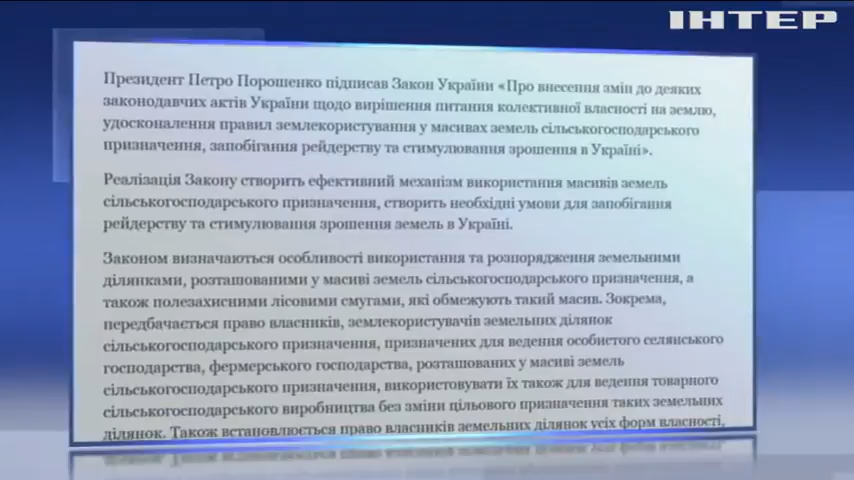 ІНТЕР
Президент Петро Порошенко підписав Закон України «Про внесення змін до деяких
законодавчих актів України щодо вирішення питання колективної власності на землю,
удосконалення правил землекористування у масивах земель сільськогосподарського
призначення, запобігання рейдерству та стимулювання зрошення в Україні».
Реалізація Закону створить ефективний механізм використання масивів земель
сільськогосподарського призначення, створить необхідні умови для запобігання
рейдерству та стимулювання зрошення земель в Україні.
Законом визначаються особливості використання та розпорядження земельними
ділянками, розташованими у масиві земель сільськогосподарського призначення, а
також полезахисними лісовими смугами, які обмежують такий масив. Зокрема,
передбачається право власників, землекористувачів земельних ділянок
сільськогосподарського призначення, призначених для ведення особистого селянського
господарства, фермерського господарства, розташованих у масиві земель
сільськогосподарського призначення, використовувати їх також для ведення товарного
сільськогосподарського виробництва без зміни цільового призначення таких земельних
ділянок. Також встановлюється право власників земельних ділянок усіх форм власності,